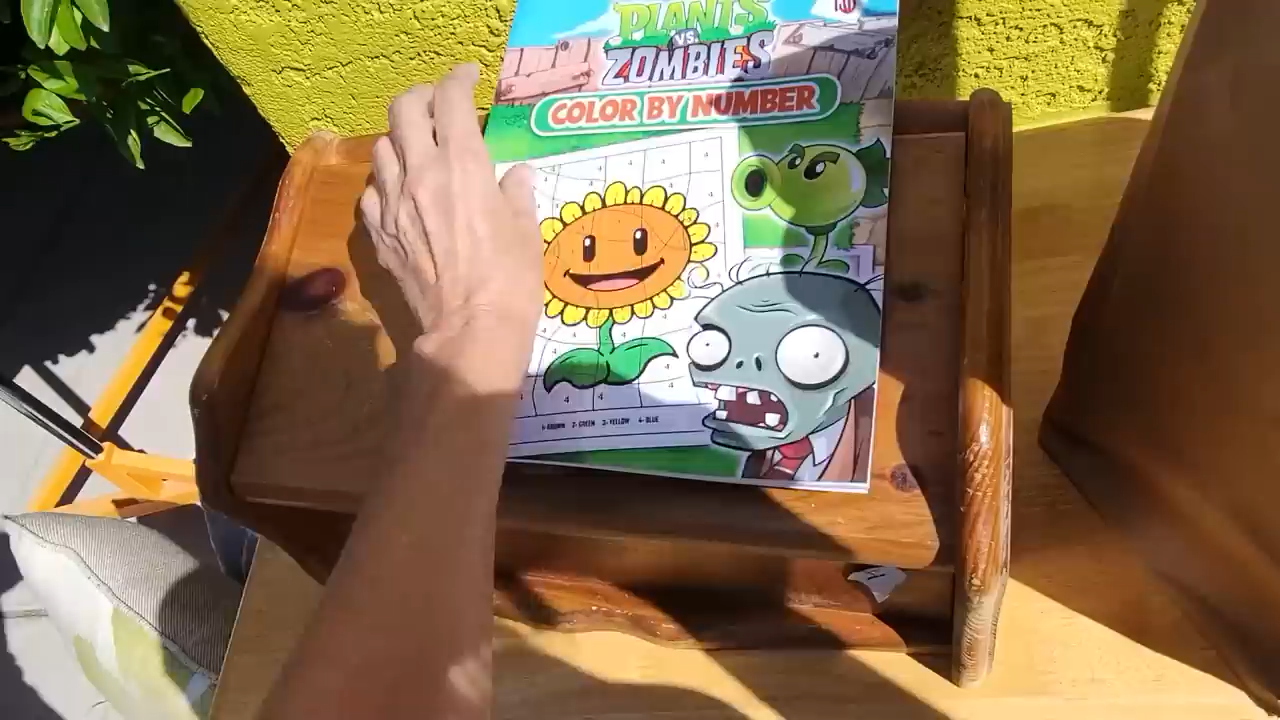 PLANTS
VS.
ZOMBIES
COLOR BY NUMBER
1- BROWN 2- GREEN 3- YELLOW 4- BLUE